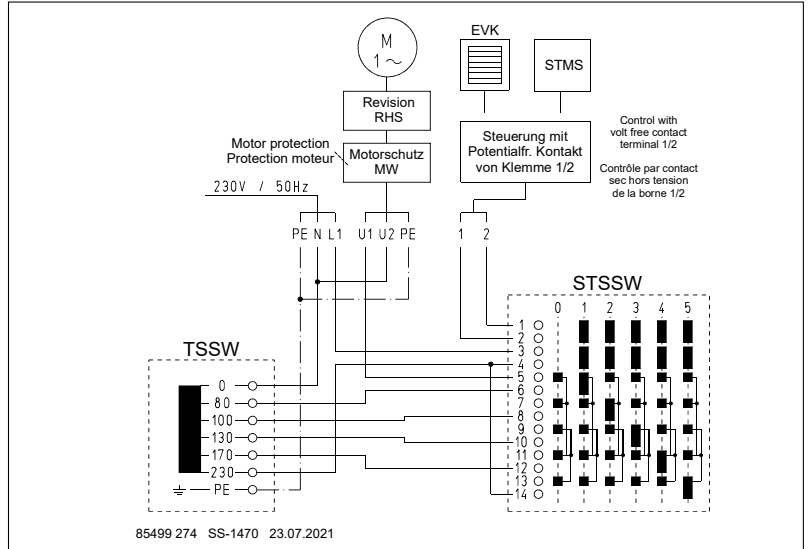 M
1~
EVK
STMS
Revision
RHS
Motor protection
Protection moteur
Motorschutz
MW
Steuerung mit
Potentialfr. Kontakt
von Klemme 1/2
Control with
volt free contact
terminal 1/2
Contrôle par contact
sec hors tension
de la borne 1/2
230V / 50Hz
PE N L1 U1 U2 PE 1 2
STSSW
0 1 2 3 4 5
1
2
3
4
5
6
7
8
9
10
11
12
13
14
TSSW
0
80
100
130
170
230
PE
85499 274 SS-1470 23.07.2021